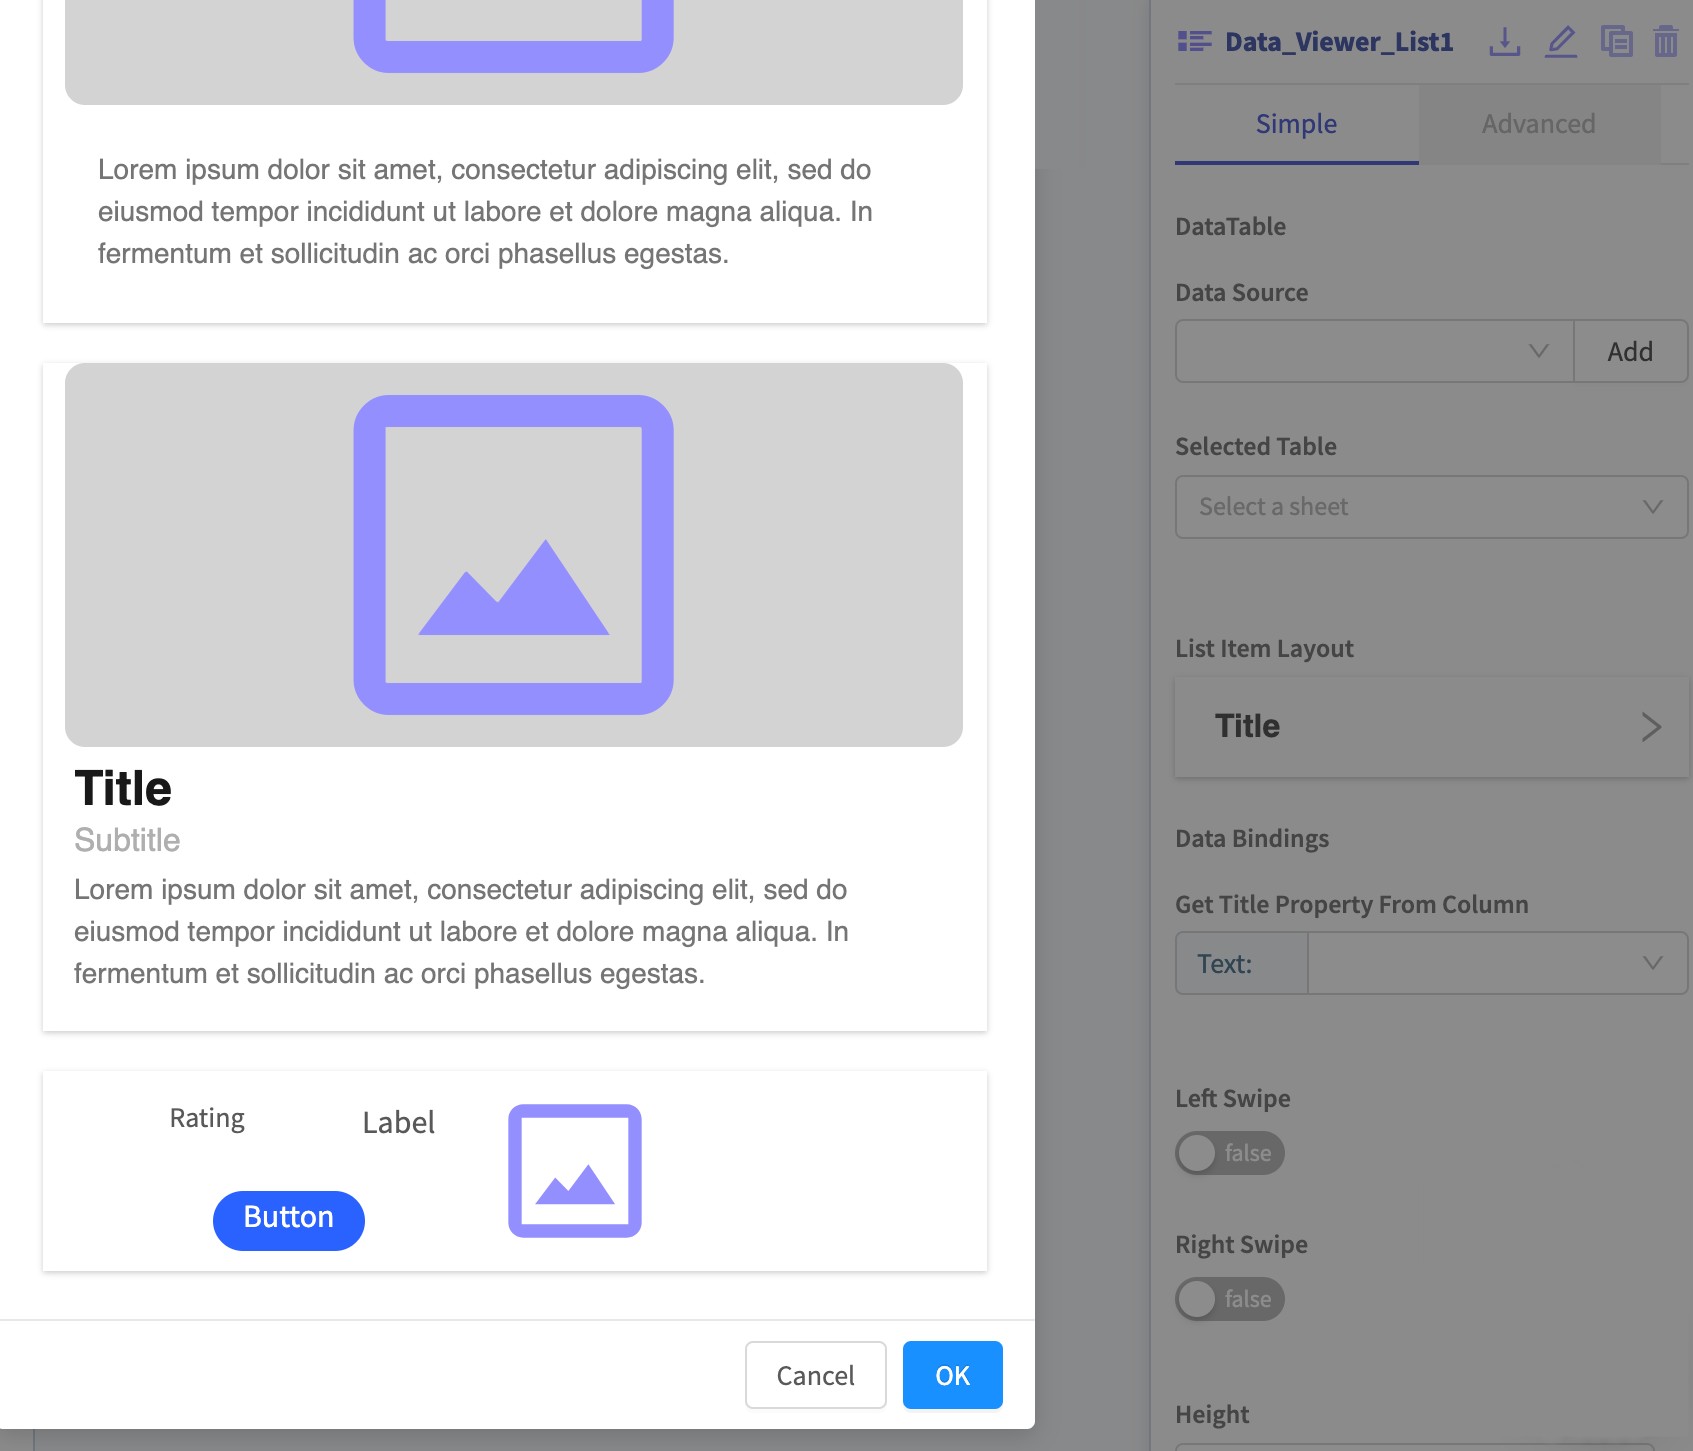 Lorem ipsum dolor sit amet, consectetur adipiscing elit, sed do
eiusmod tempor incididunt ut labore et dolore magna aliqua. In
fermentum et sollicitudin ac orci phasellus egestas.
Title
Subtitle
Lorem ipsum dolor sit amet, consectetur adipiscing elit, sed do
eiusmod tempor incididunt ut labore et dolore magna aliqua. In
fermentum et sollicitudin ac orci phasellus egestas.
Rating
Label
Button
Cancel
OK
Data_Viewer_List1
Simple
Advanced
DataTable
Data Source
Add
Selected Table
Select a sheet
List Item Layout
Title
Data Bindings
Get Title Property From Column
Text:
Left Swipe
false
Right Swipe
false
Height